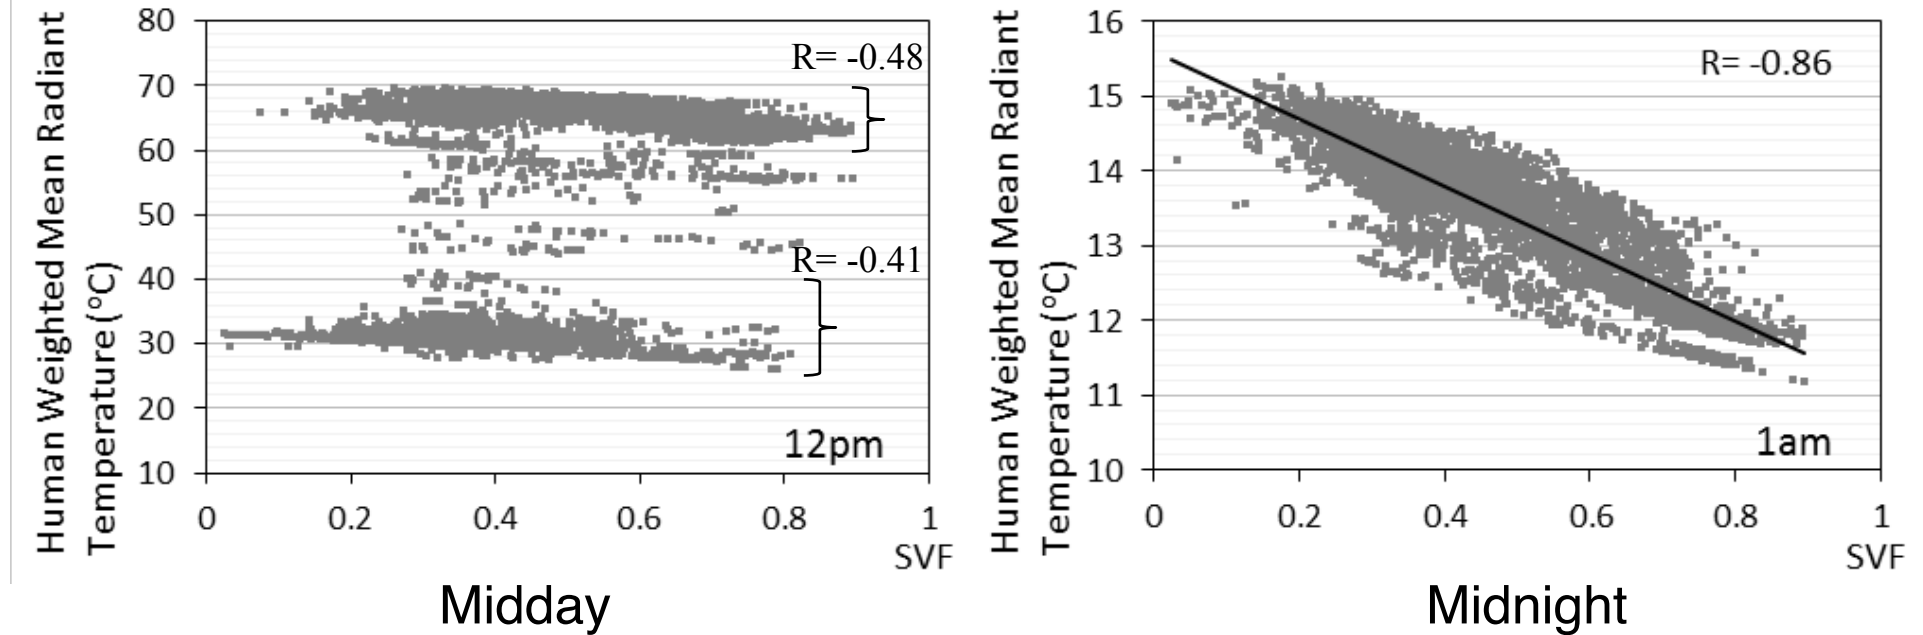 Human Weighted Mean Radiant
Temperature (°C)
80
70
60
50
40
30
20
10
R= -0.48
R= -0.41
12pm
0 0.2 0.4 0.6 0.8 1
SVF
Midday
Human Weighted Mean Radiant
Temperature (°C)
16
15
14
13
12
11
10
R= -0.86
1am
0 0.2 0.4 0.6 0.8 1
SVF
Midnight